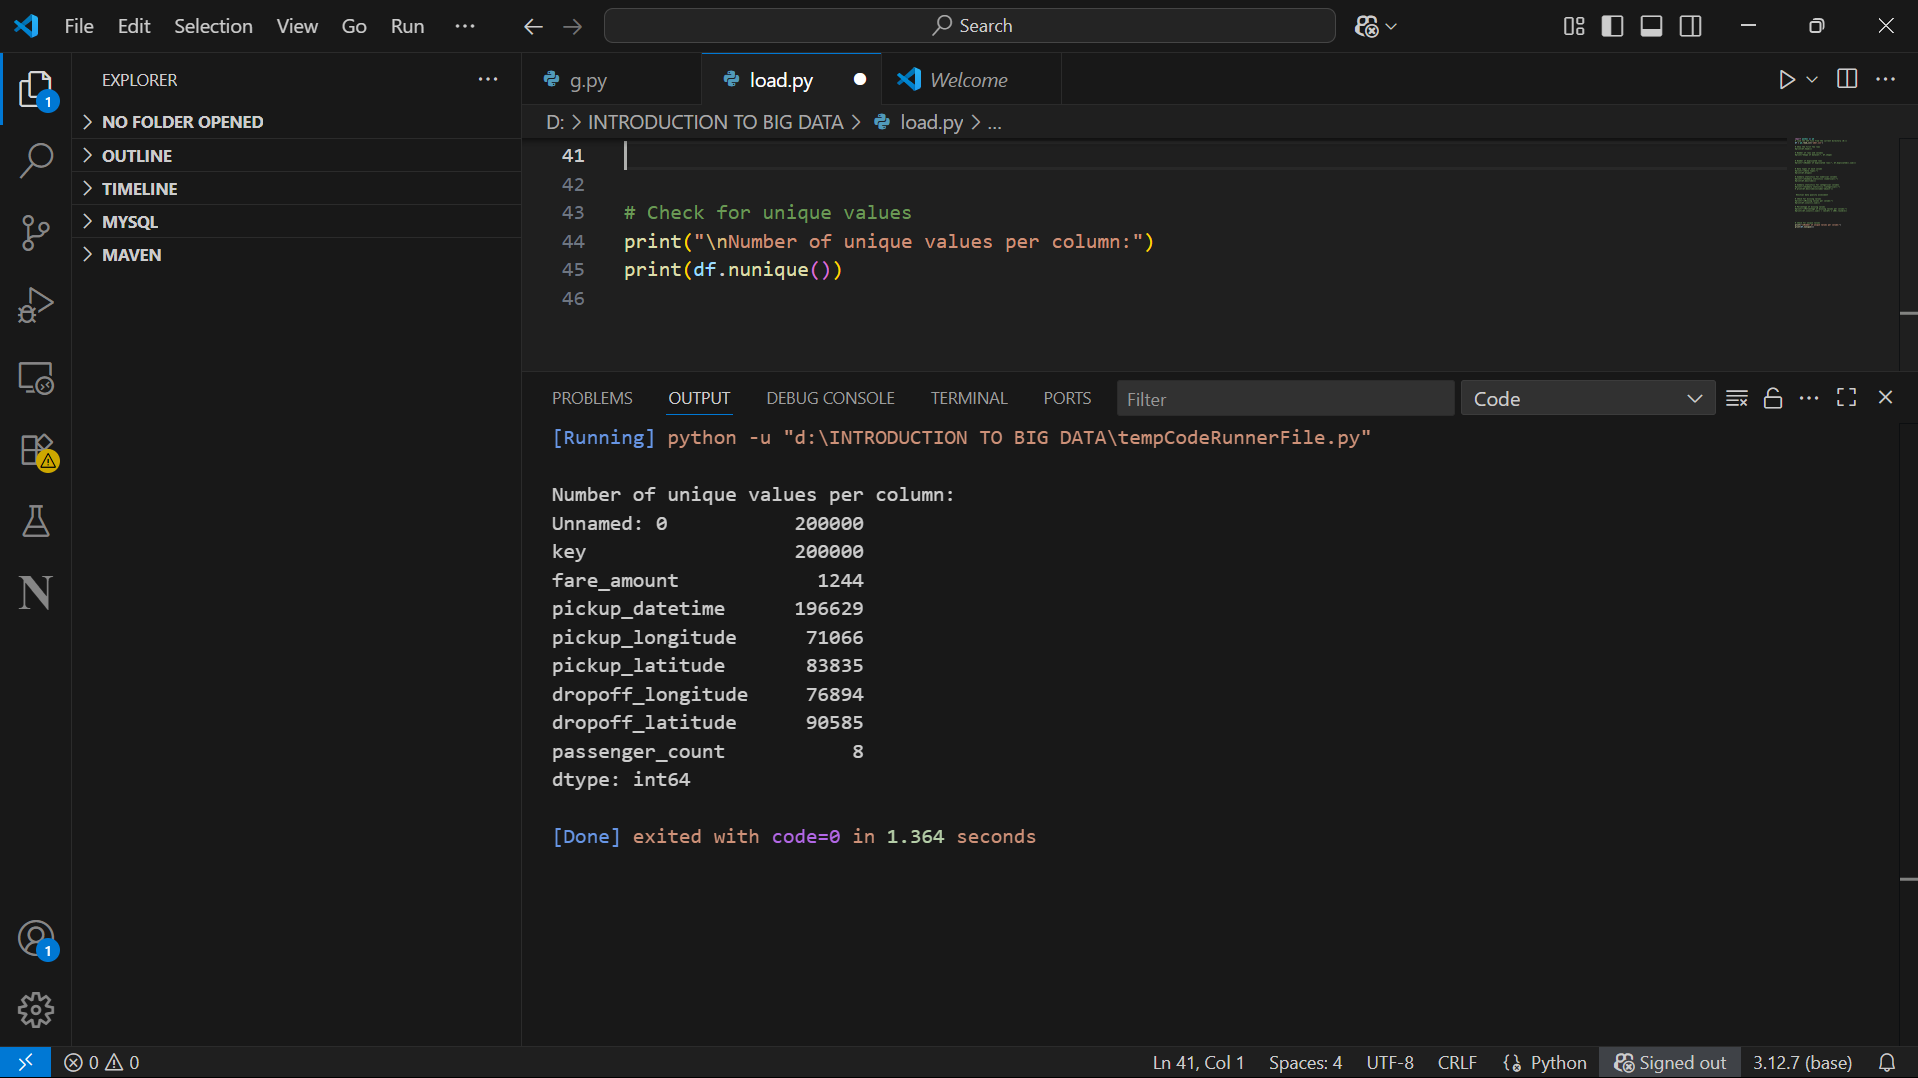 File Edit Selection View Go Run ... Search
EXPLORER ...
NO FOLDER OPENED
OUTLINE
TIMELINE
MYSQL
MAVEN
1
1
g.py load.py Welcome
D: > INTRODUCTION TO BIG DATA > load.py > ...
41
42
43 # Check for unique values
44 print("\nNumber of unique values per column:")
45 print(df.nunique())
46
PROBLEMS OUTPUT DEBUG CONSOLE TERMINAL PORTS Filter Code
[Running] python -u "d:\INTRODUCTION TO BIG DATA\tempCodeRunnerFile.py"
Number of unique values per column:
Unnamed: 0 200000
key 200000
fare_amount 1244
pickup_datetime 196629
pickup_longitude 71066
pickup_latitude 83835
dropoff_longitude 76894
dropoff_latitude 90585
passenger_count 8
dtype: int64
[Done] exited with code=0 in 1.364 seconds
0 0 Ln 41, Col 1 Spaces: 4 UTF-8 CRLF Python Signed out 3.12.7 (base)